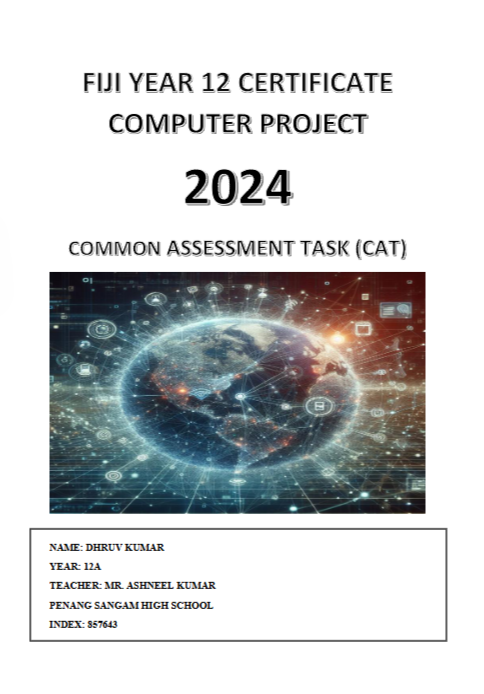 FIJI YEAR 12 CERTIFICATE
COMPUTER PROJECT
2024
COMMON ASSESSMENT TASK (CAT)
NAME: DHRUV KUMAR
YEAR: 12A
TEACHER: MR. ASHNEEL KUMAR
PENANG SANGAM HIGH SCHOOL
INDEX: 857643